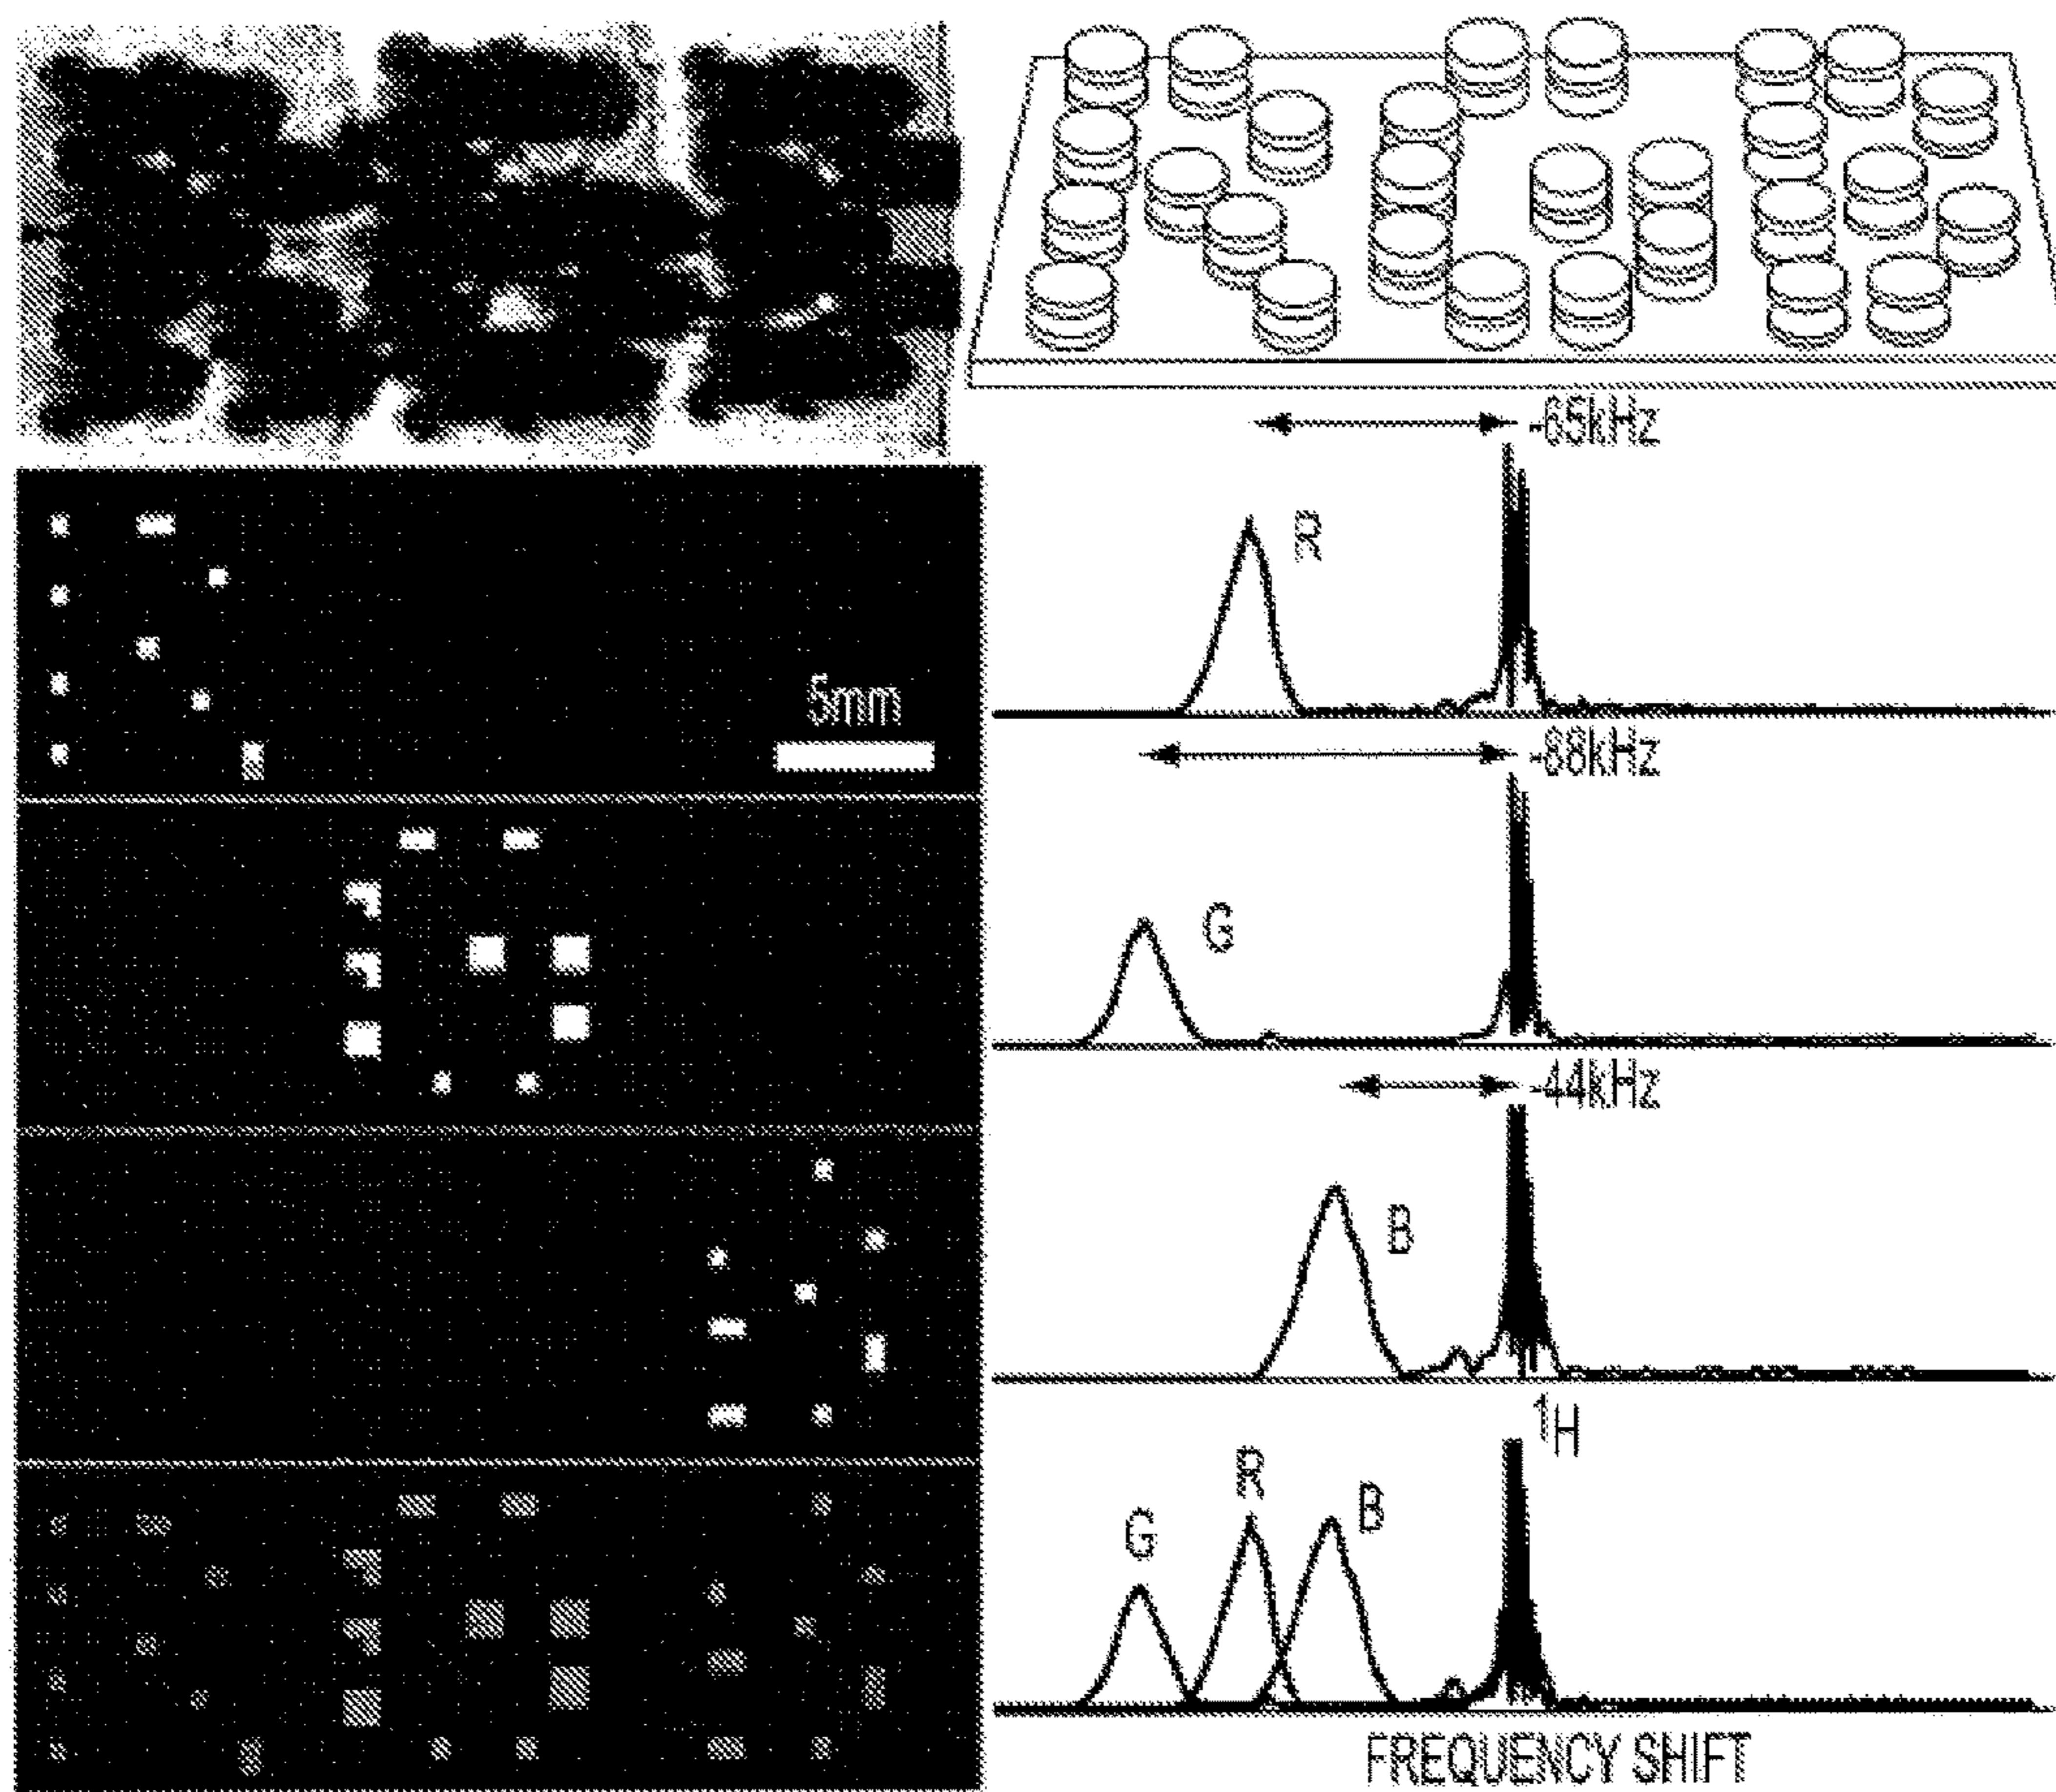 -65kHz
R
5mm
-88kHz
G
-44kHz
B
¹H
G R B
FREQUENCY SHIFT